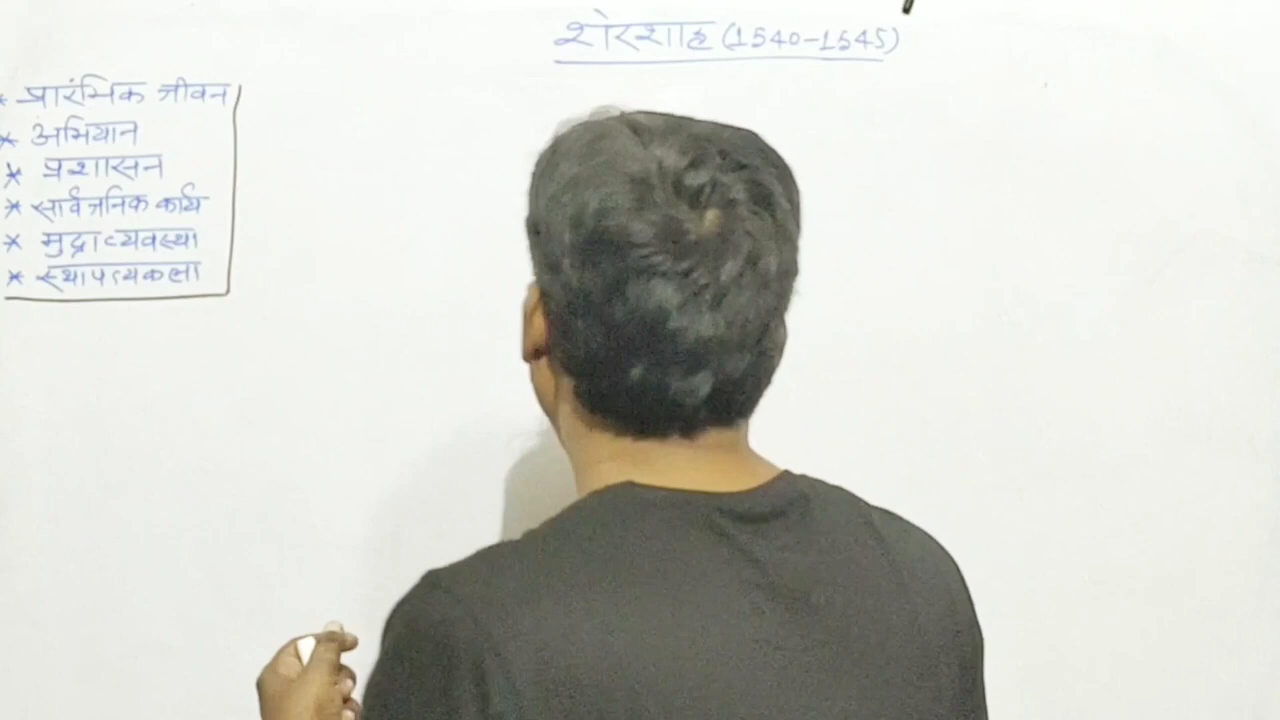 शेरशाह (1540-1545)
* प्रारंभिक जीवन
* अभियान
* प्रशासन
* सार्वजनिक कार्य
* मुद्राव्यवस्था
* स्थापत्यकला